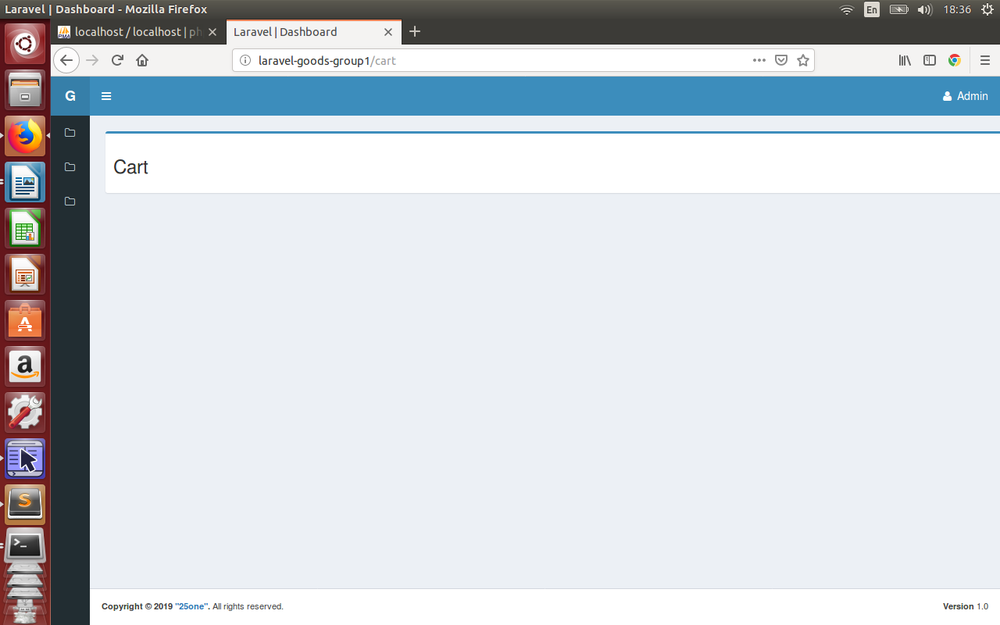 Laravel | Dashboard - Mozilla Firefox
En
18:36
PMA localhost / localhost | ph
Laravel | Dashboard
laravel-goods-group1/cart
G
Admin
Cart
Copyright © 2019 "25one". All rights reserved.
Version 1.0